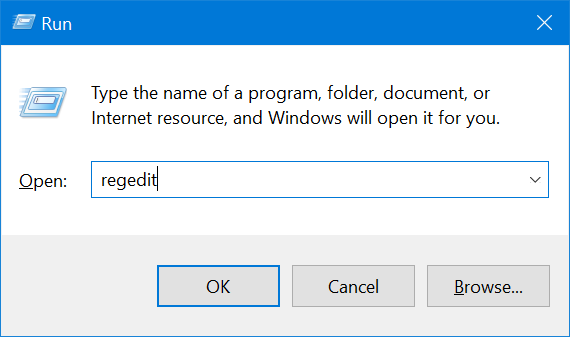 Run
Type the name of a program, folder, document, or
Internet resource, and Windows will open it for you.
Open: regedit
OK Cancel Browse...